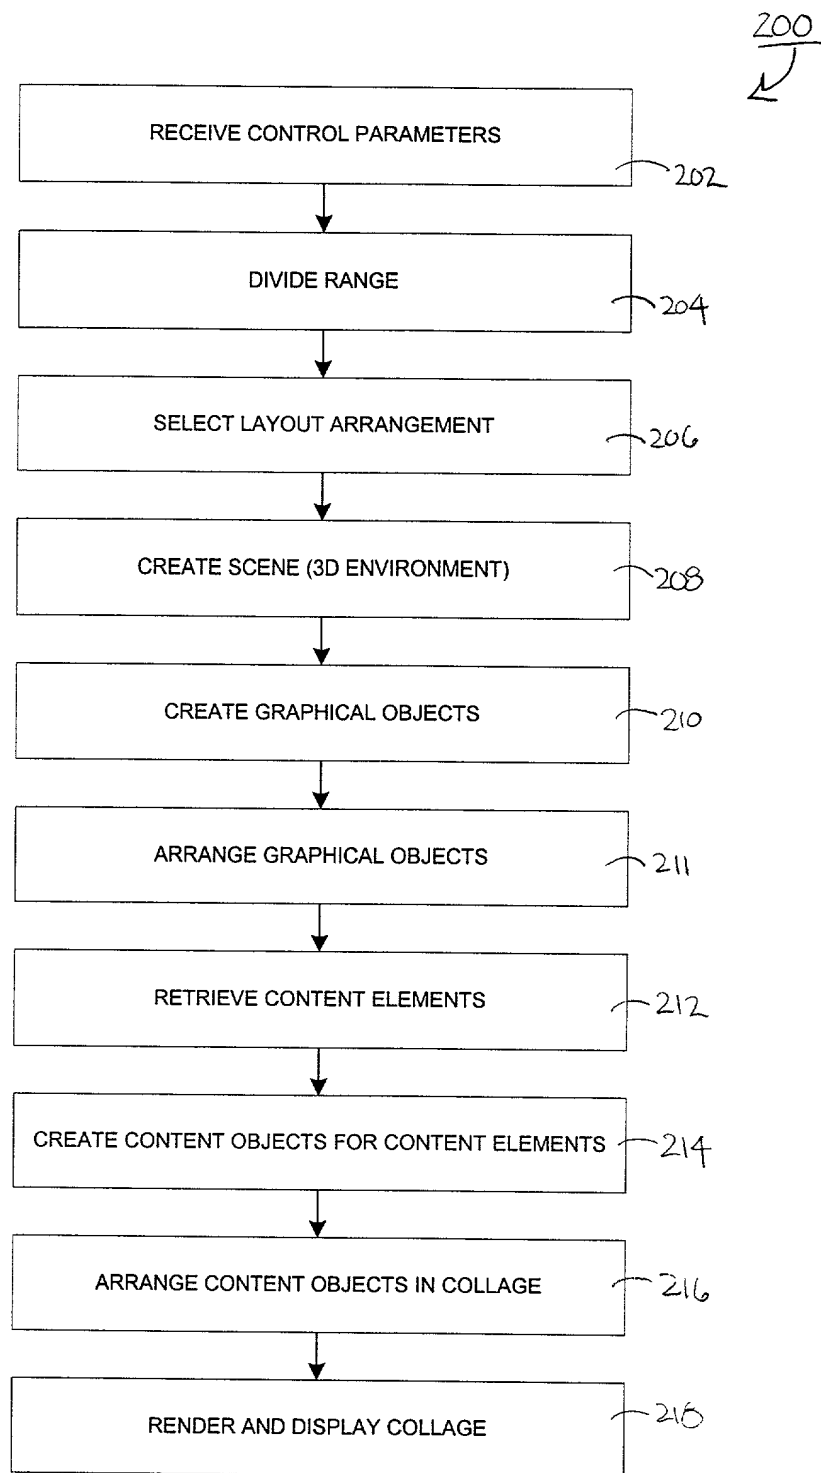 200
RECEIVE CONTROL PARAMETERS
202
DIVIDE RANGE
204
SELECT LAYOUT ARRANGEMENT
206
CREATE SCENE (3D ENVIRONMENT)
208
CREATE GRAPHICAL OBJECTS
210
ARRANGE GRAPHICAL OBJECTS
211
RETRIEVE CONTENT ELEMENTS
212
CREATE CONTENT OBJECTS FOR CONTENT ELEMENTS
214
ARRANGE CONTENT OBJECTS IN COLLAGE
216
RENDER AND DISPLAY COLLAGE
218